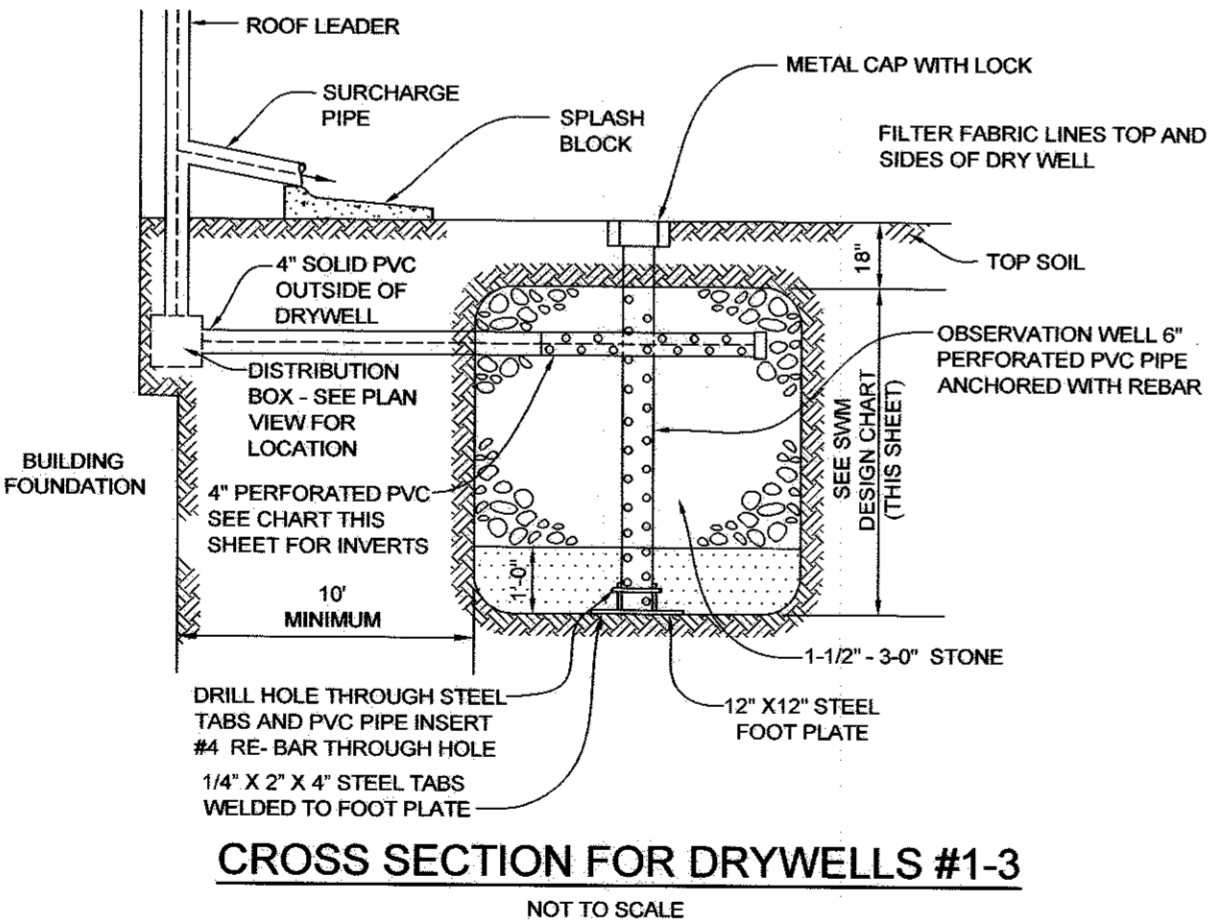 ROOF LEADER
SURCHARGE
PIPE
SPLASH
BLOCK
METAL CAP WITH LOCK
FILTER FABRIC LINES TOP AND
SIDES OF DRY WELL
18"
TOP SOIL
4" SOLID PVC
OUTSIDE OF
DRYWELL
DISTRIBUTION
BOX - SEE PLAN
VIEW FOR
LOCATION
OBSERVATION WELL 6"
PERFORATED PVC PIPE
ANCHORED WITH REBAR
SEE SWM
DESIGN CHART
(THIS SHEET)
BUILDING
FOUNDATION
4" PERFORATED PVC
SEE CHART THIS
SHEET FOR INVERTS
1'-0"
10'
MINIMUM
1-1/2" - 3-0" STONE
DRILL HOLE THROUGH STEEL
TABS AND PVC PIPE INSERT
#4 RE- BAR THROUGH HOLE
12" X12" STEEL
FOOT PLATE
1/4" X 2" X 4" STEEL TABS
WELDED TO FOOT PLATE
CROSS SECTION FOR DRYWELLS #1-3
NOT TO SCALE